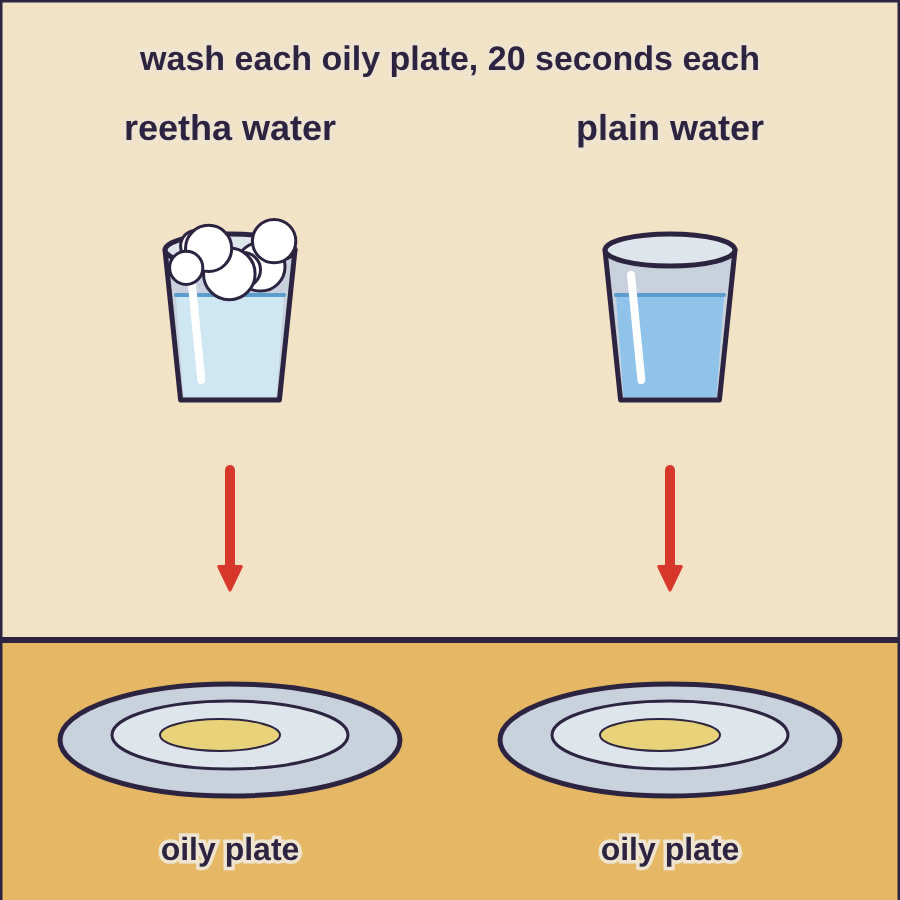 wash each oily plate, 20 seconds each
reetha water
plain water
oily plate
oily plate